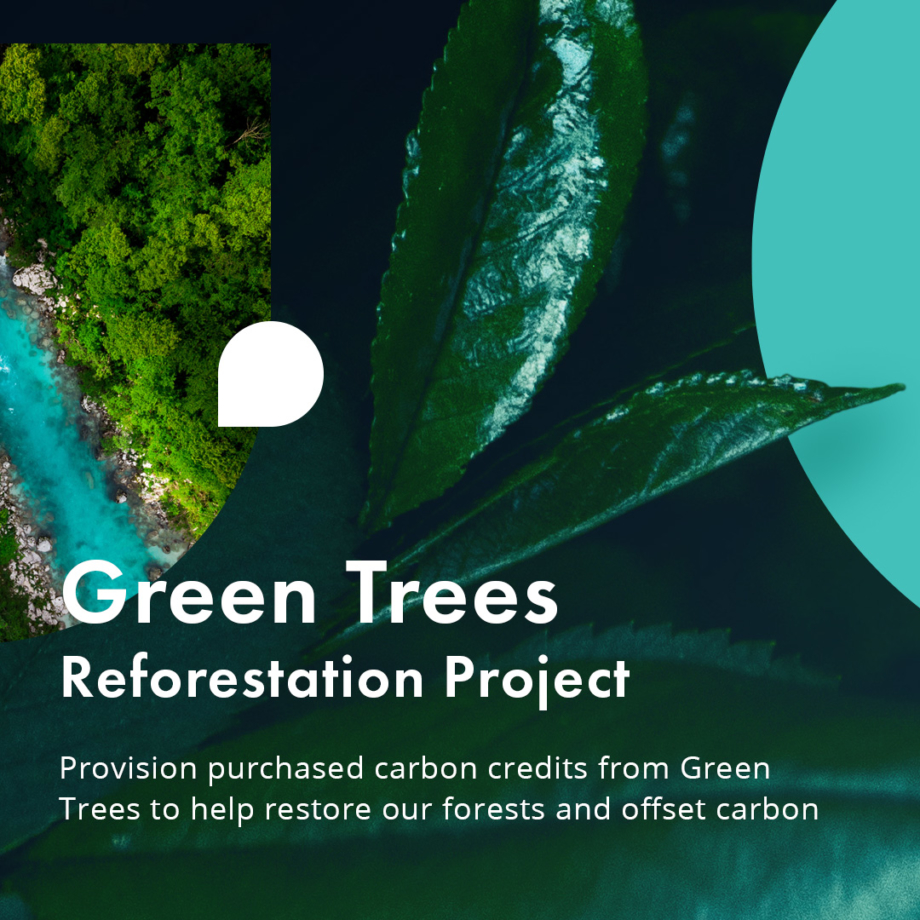 Green Trees
Reforestation Project
Provision purchased carbon credits from Green
Trees to help restore our forests and offset carbon